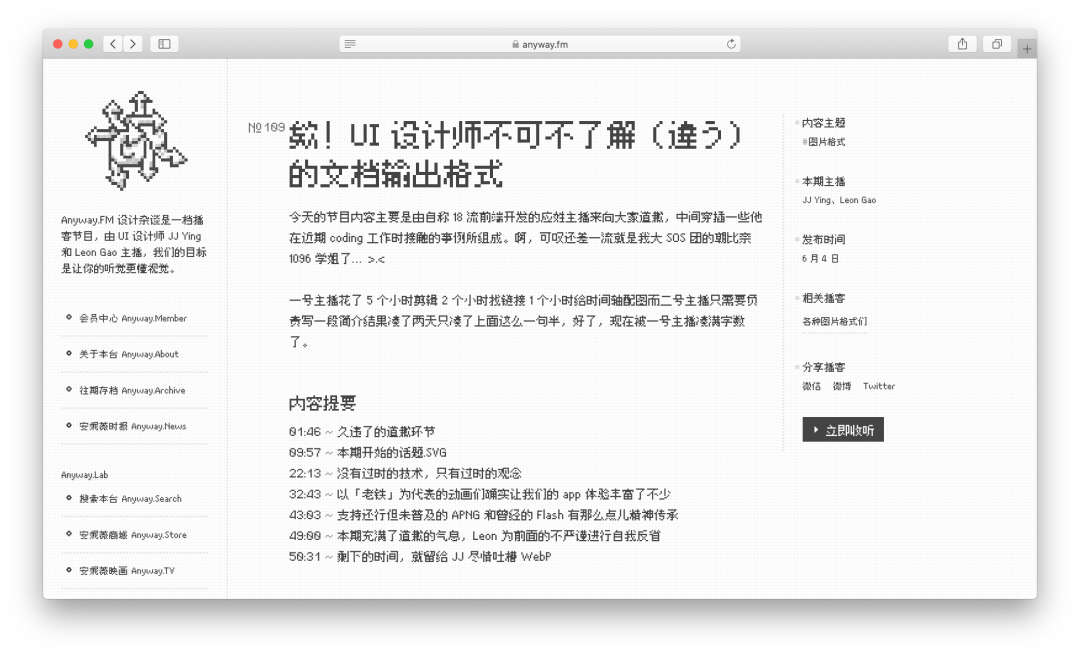 anyway.fm
Anyway.FM 设计杂谈是一档播
客节目，由 UI 设计师 JJ Ying
和 Leon Gao 主播，我们的目标
是让你的听觉更懂视觉。
会员中心 Anyway.Member
关于本台 Anyway.About
往期存档 Anyway.Archive
安妮薇时报 Anyway.News
Anyway.Lab
搜索本台 Anyway.Search
安妮薇商城 Anyway.Store
安妮薇映画 Anyway.TV
№ 109
欸！UI 设计师不可不了解（違う）
的文档输出格式
今天的节目内容主要是由自称 18 流前端开发的应姓主播来向大家道歉，中间穿插一些他
在近期 coding 工作时接触的事例所组成。啊，可叹还差一流就是我大 SOS 团的朝比奈
1096 学姐了… >.<
一号主播花了 5 个小时剪辑 2 个小时找链接 1 个小时给时间轴配图而二号主播只需要负
责写一段简介结果凑了两天只凑了上面这么一句半，好了，现在被一号主播凑满字数
了。
内容提要
01:46 ~ 久违了的道歉环节
09:57 ~ 本期开始的话题.SVG
22:13 ~ 没有过时的技术，只有过时的观念
32:43 ~ 以「老铁」为代表的动画们确实让我们的 app 体验丰富了不少
43:03 ~ 支持还行但未普及的 APNG 和曾经的 Flash 有那么点儿精神传承
49:00 ~ 本期充满了道歉的气息，Leon 为前面的不严谨进行自我反省
50:31 ~ 剩下的时间，就留给 JJ 尽情吐槽 WebP
内容主题
#图片格式
本期主播
JJ Ying、Leon Gao
发布时间
6 月 4 日
相关播客
各种图片格式们
分享播客
微信 微博 Twitter
立即收听